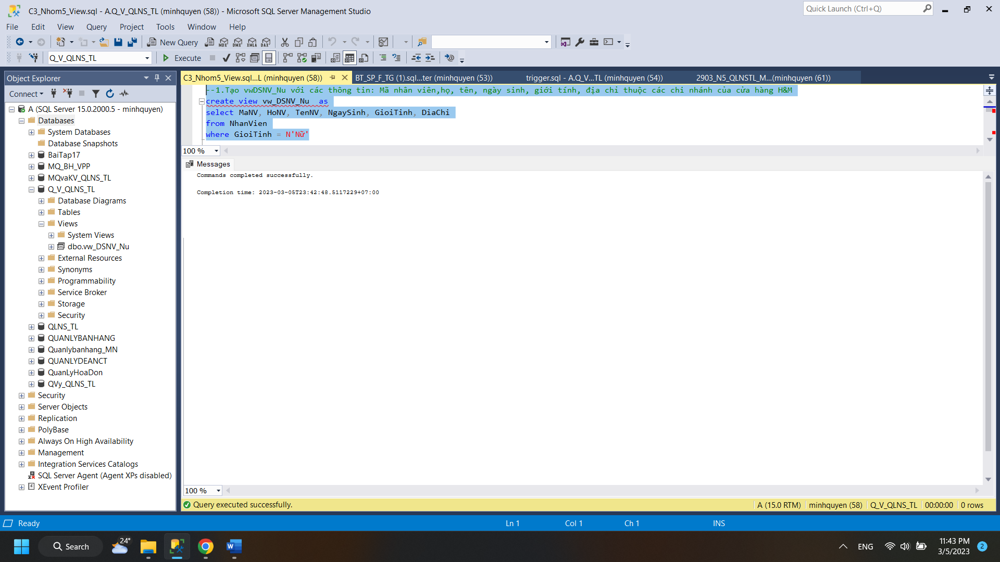 C3_Nhom5_View.sql - A.Q_V_QLNS_TL (minhquyen (58)) - Microsoft SQL Server Management Studio
Quick Launch (Ctrl+Q)
File Edit View Query Project Tools Window Help
New Query
MDX DMX XMLA DAX
Q_V_QLNS_TL
Execute
Object Explorer
Connect
A (SQL Server 15.0.2000.5 - minhquyen)
Databases
System Databases
Database Snapshots
BaiTap17
MQ_BH_VPP
MQvaKV_QLNS_TL
Q_V_QLNS_TL
Database Diagrams
Tables
Views
System Views
dbo.vw_DSNV_Nu
External Resources
Synonyms
Programmability
Service Broker
Storage
Security
QLNS_TL
QUANLYBANHANG
Quanlybanhang_MN
QUANLYDEANCT
QuanLyHoaDon
QVy_QLNS_TL
Security
Server Objects
Replication
PolyBase
Always On High Availability
Management
Integration Services Catalogs
SQL Server Agent (Agent XPs disabled)
XEvent Profiler
C3_Nhom5_View.sql...L (minhquyen (58))
BT_SP_F_TG (1).sql...ter (minhquyen (53))
trigger.sql - A.Q_V...TL (minhquyen (54))
2903_N5_QLNSTL_M...(minhquyen (61))
--1.Tạo vwDSNV_Nu với các thông tin: Mã nhân viên,họ, tên, ngày sinh, giới tính, địa chỉ thuộc các chi nhánh của cửa hàng H&M
create view vw_DSNV_Nu  as
select MaNV, HoNV, TenNV, NgaySinh, GioiTinh, DiaChi
from NhanVien
where GioiTinh = N'Nữ'
100 %
Messages
Commands completed successfully.
Completion time: 2023-03-05T23:42:48.5117229+07:00
100 %
Query executed successfully.
A (15.0 RTM)
minhquyen (58)
Q_V_QLNS_TL
00:00:00
0 rows
Ready
Ln 1
Col 1
Ch 1
INS
Search
24°
ENG
11:43 PM
3/5/2023
2